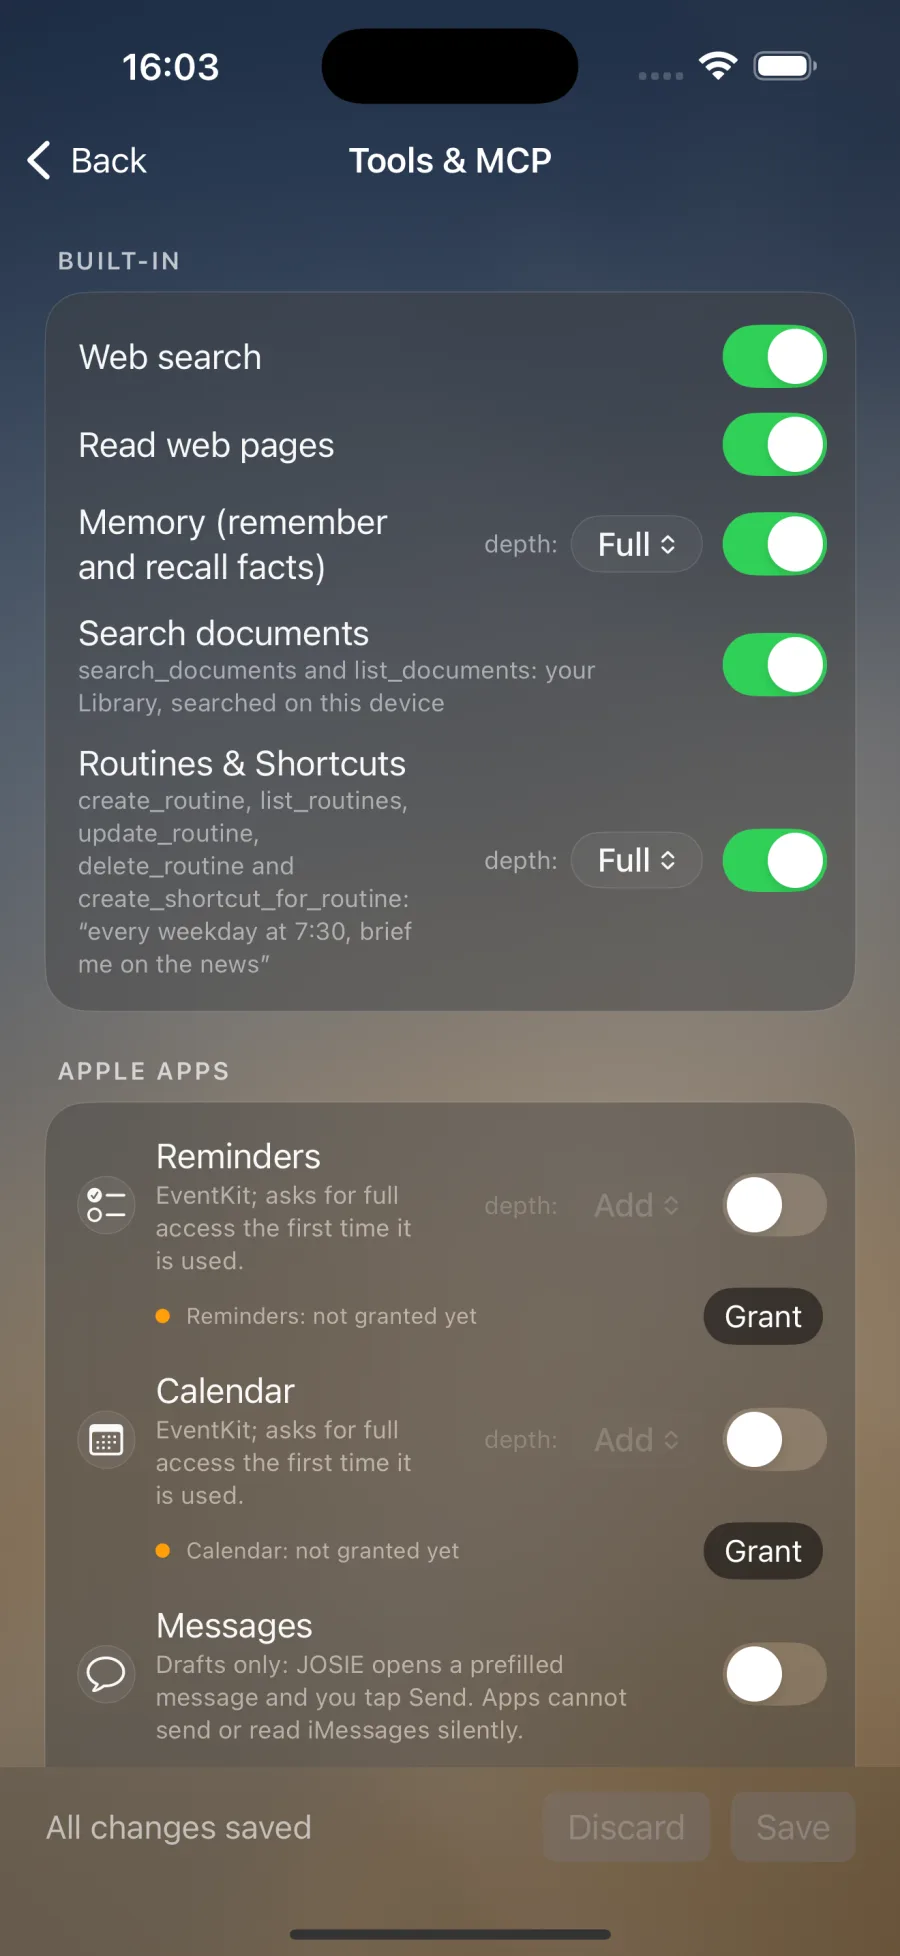 16:03
Back
Tools & MCP
BUILT-IN
Web search
Read web pages
Memory (remember
and recall facts)
depth:
Full
Search documents
search_documents and list_documents: your
Library, searched on this device
Routines & Shortcuts
create_routine, list_routines,
update_routine,
delete_routine and
create_shortcut_for_routine:
“every weekday at 7:30, brief
me on the news”
depth:
Full
APPLE APPS
Reminders
EventKit; asks for full
access the first time it
is used.
depth:
Add
Reminders: not granted yet
Grant
Calendar
EventKit; asks for full
access the first time it
is used.
depth:
Add
Calendar: not granted yet
Grant
Messages
Drafts only: JOSIE opens a prefilled
message and you tap Send. Apps cannot
send or read iMessages silently.
All changes saved
Discard
Save